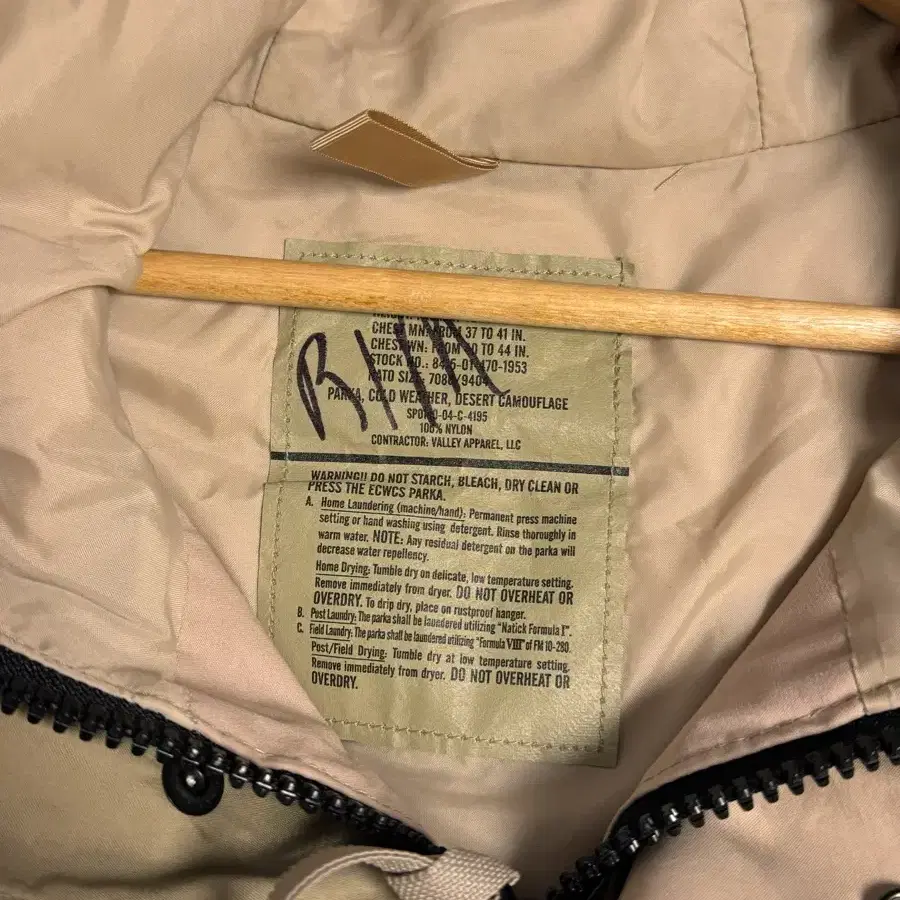 CHEST MN: FROM 37 TO 41 IN.
CHEST WN: FROM 40 TO 44 IN.
STOCK NO.: 8415-01-470-1953
NATO SIZE: 7080/9404
PARKA, COLD WEATHER, DESERT CAMOUFLAGE
SPO100-04-C-4195
100% NYLON
CONTRACTOR: VALLEY APPAREL, LLC
WARNING!! DO NOT STARCH, BLEACH, DRY CLEAN OR
PRESS THE ECWCS PARKA.
A. Home Laundering (machine/hand): Permanent press machine
setting or hand washing using detergent. Rinse thoroughly in
warm water. NOTE: Any residual detergent on the parka will
decrease water repellency.
Home Drying: Tumble dry on delicate, low temperature setting.
Remove immediately from dryer. DO NOT OVERHEAT OR
OVERDRY. To drip dry, place on rustproof hanger.
B. Post Laundry: The parka shall be laundered utilizing "Natick Formula I".
C. Field Laundry: The parka shall be laundered utilizing "Formula VIII" of FM 10-280.
Post/Field Drying: Tumble dry at low temperature setting.
Remove immediately from dryer. DO NOT OVERHEAT OR
OVERDRY.